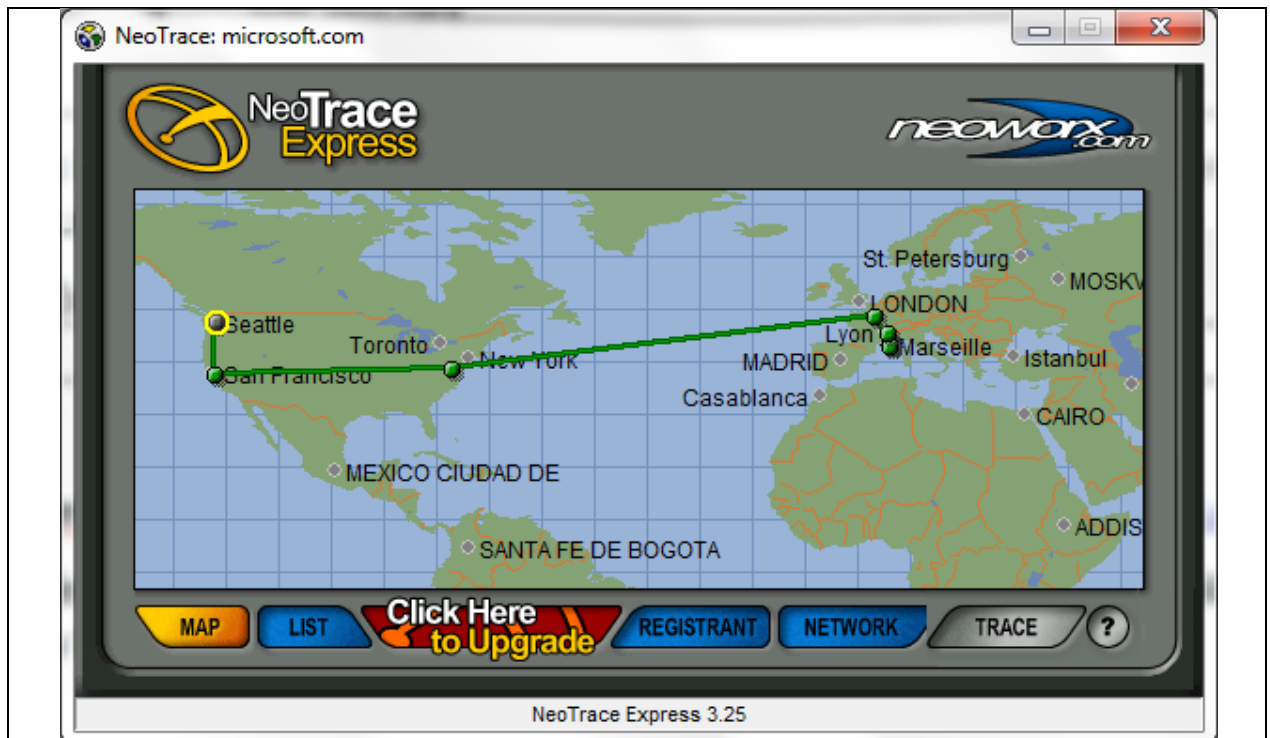 NeoTrace: microsoft.com
NeoTrace
Express
neoworx
.com
St. Petersburg
MOSKV
LONDON
Seattle
Lyon
Toronto
Marseille
New York
MADRID
Istanbul
San Francisco
Casablanca
CAIRO
MEXICO CIUDAD DE
ADDIS
SANTA FE DE BOGOTA
MAP
LIST
Click Here
to Upgrade
REGISTRANT
NETWORK
TRACE
?
NeoTrace Express 3.25